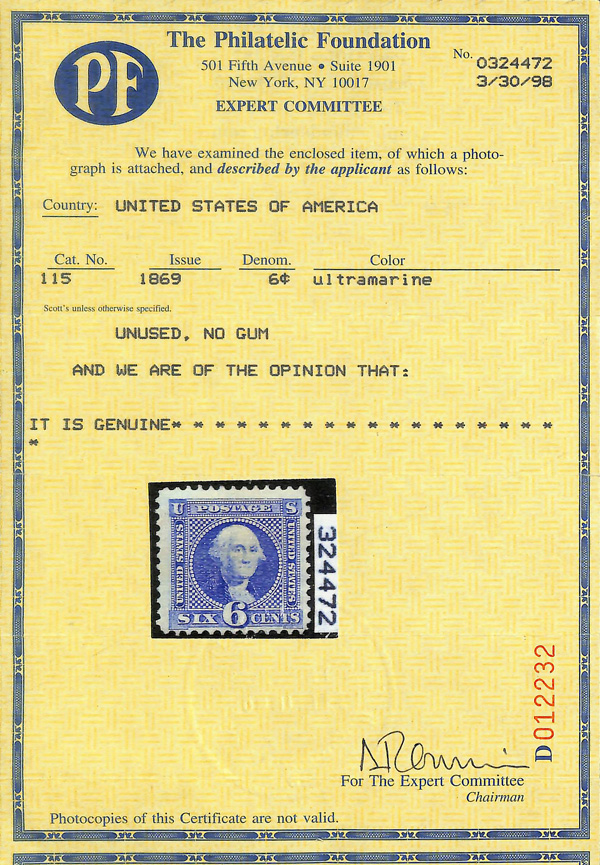 PF
The Philatelic Foundation
501 Fifth Avenue • Suite 1901
New York, NY 10017
EXPERT COMMITTEE
No. 0324472
3/30/98
We have examined the enclosed item, of which a photo-
graph is attached, and described by the applicant as follows:
Country: UNITED STATES OF AMERICA
Cat. No. Issue Denom. Color
115 1869 6¢ ultramarine
Scott's unless otherwise specified.
UNUSED, NO GUM
AND WE ARE OF THE OPINION THAT:
IT IS GENUINE* * * * * * * * * * * * * * * * * *
*
U POSTAGE S
UNITED STATES
UNITED STATES
SIX 6 CENTS
324472
D 012232
For The Expert Committee
Chairman
Photocopies of this Certificate are not valid.